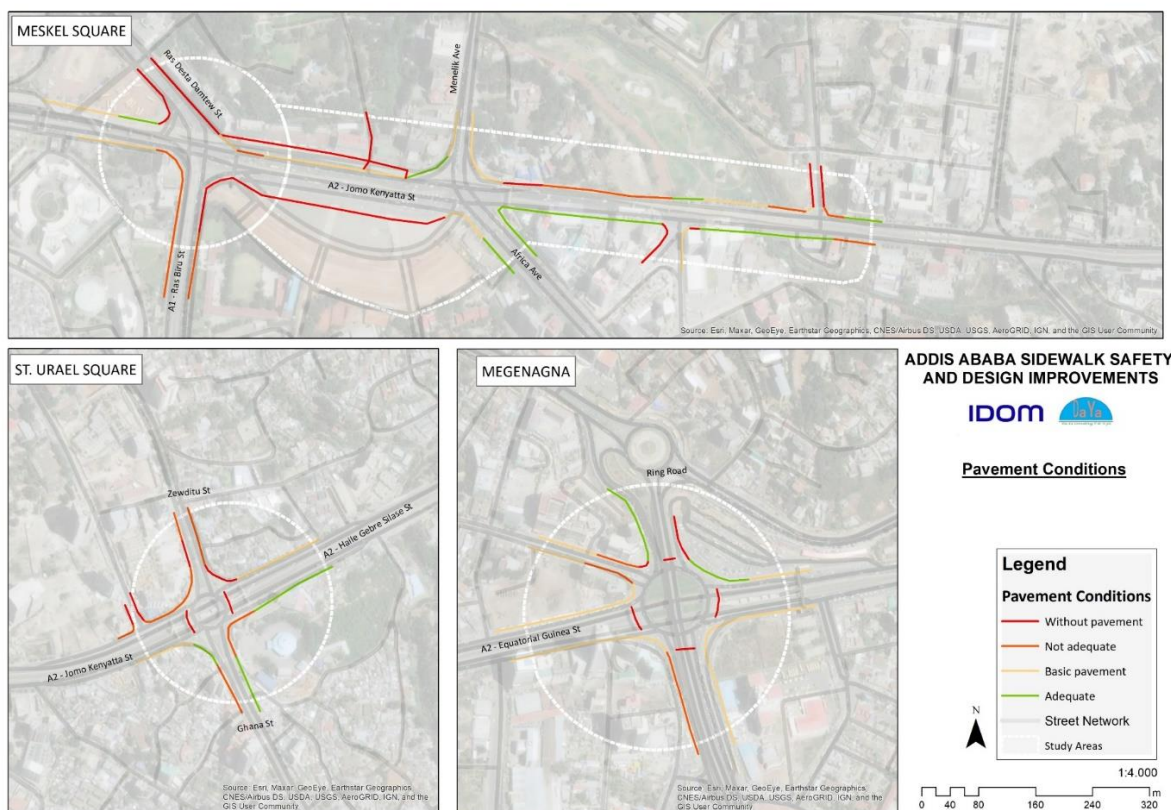 MESKEL SQUARE
Ras Desta Damtew St
Menelik Ave
A2 - Jomo Kenyatta St
Africa Ave
A1 - Ras Biru St
Source: Esri, Maxar, GeoEye, Earthstar Geographics, CNES/Airbus DS, USDA, USGS, AeroGRID, IGN, and the GIS User Community
ST. URAEL SQUARE
Zewditu St
A2 - Haile Gebre Silase St
A2 - Jomo Kenyatta St
Ghana St
Source: Esri, Maxar, GeoEye, Earthstar Geographics,
CNES/Airbus DS, USDA, USGS, AeroGRID, IGN, and the
GIS User Community
MEGENAGNA
Ring Road
A2 - Equatorial Guinea St
Source: Esri, Maxar, GeoEye, Earthstar Geographics,
CNES/Airbus DS, USDA, USGS, AeroGRID, IGN, and the
GIS User Community
ADDIS ABABA SIDEWALK SAFETY
AND DESIGN IMPROVEMENTS
IDOM
DaYa
Pavement Conditions
Legend
Pavement Conditions
Without pavement
Not adequate
Basic pavement
Adequate
Street Network
Study Areas
N
1:4.000
0 40 80 160 240 320 m